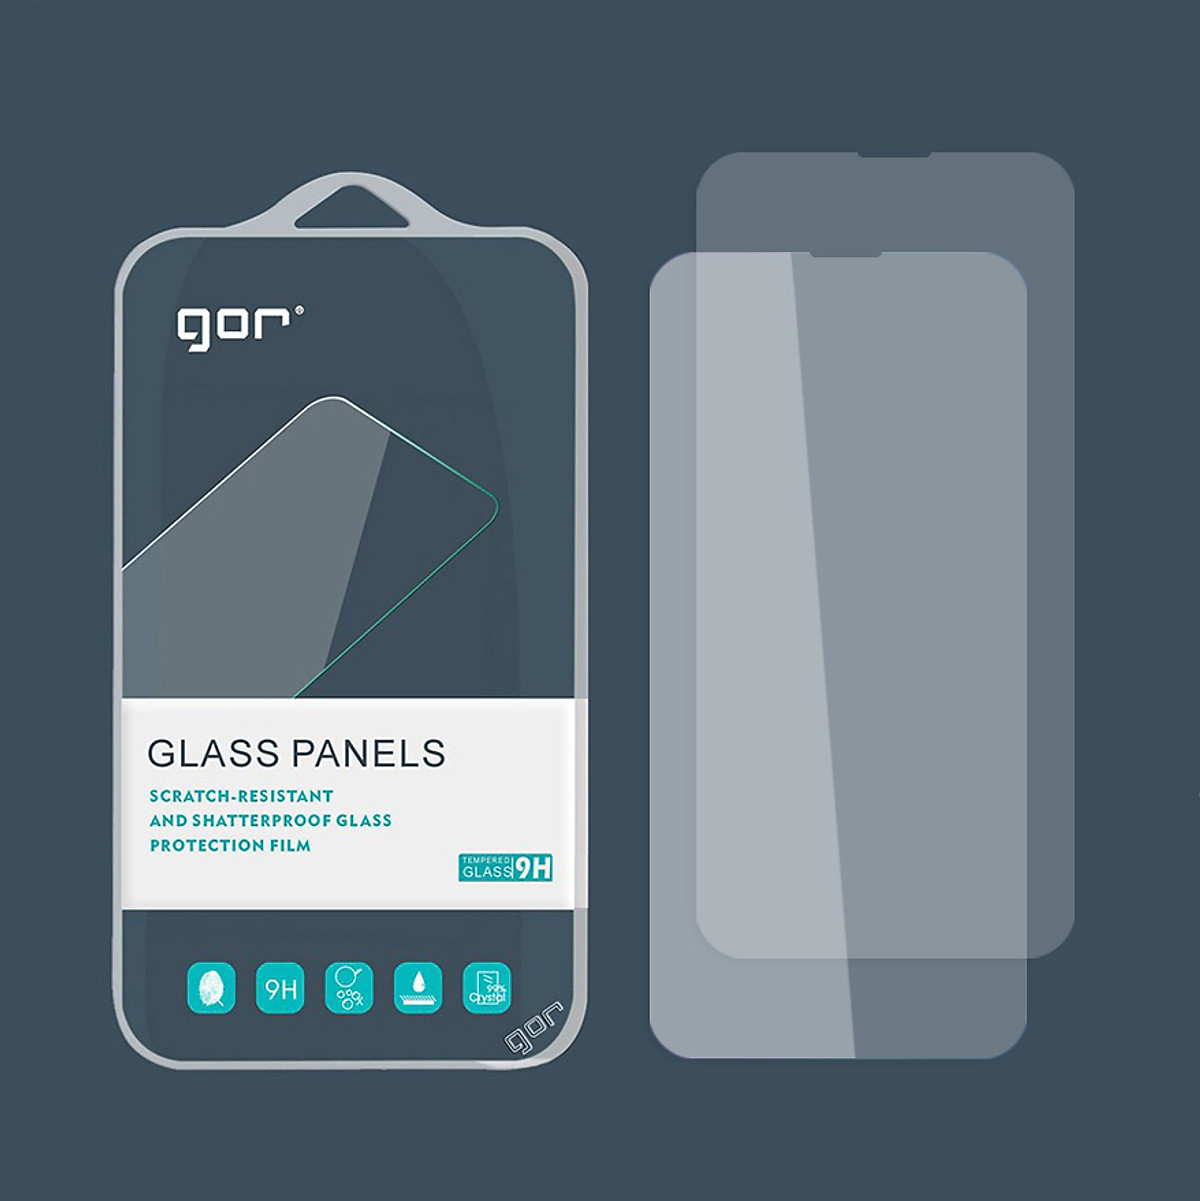 gor®
GLASS PANELS
SCRATCH-RESISTANT
AND SHATTERPROOF GLASS
PROTECTION FILM
TEMPERED
GLASS
9H
9H
99%
Crystal
gor